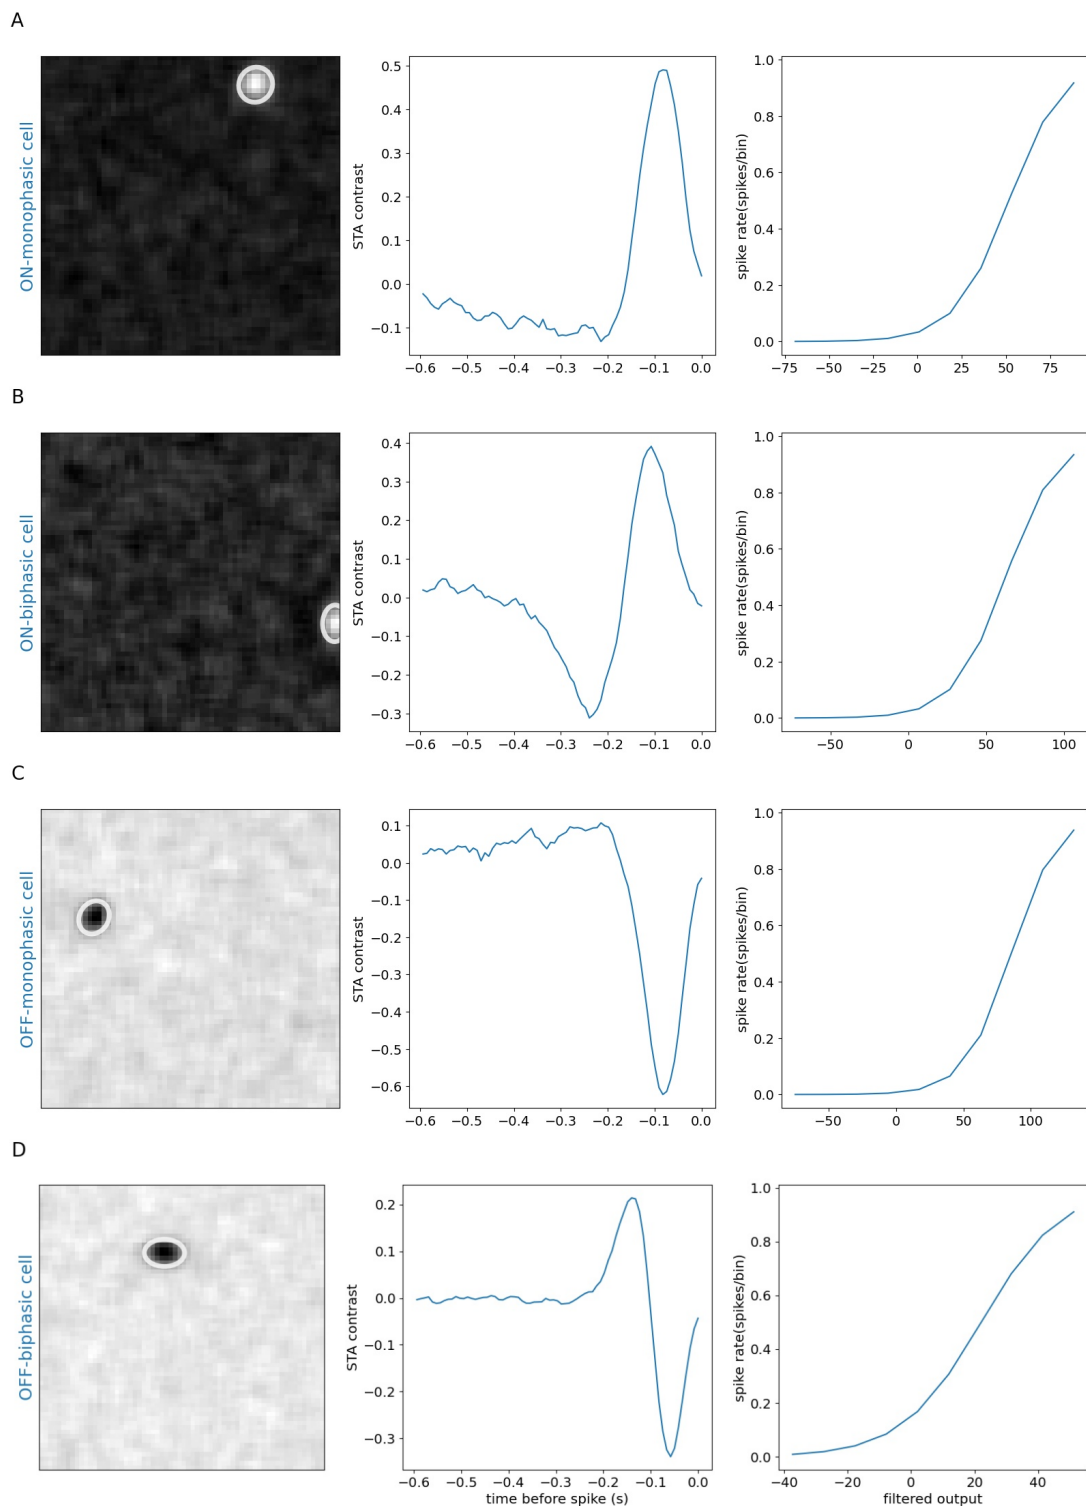 A
ON-monophasic cell
STA contrast
0.5
0.4
0.3
0.2
0.1
0.0
−0.1
−0.6 −0.5 −0.4 −0.3 −0.2 −0.1 0.0
spike rate(spikes/bin)
1.0
0.8
0.6
0.4
0.2
0.0
−75 −50 −25 0 25 50 75
B
ON-biphasic cell
STA contrast
0.4
0.3
0.2
0.1
0.0
−0.1
−0.2
−0.3
−0.6 −0.5 −0.4 −0.3 −0.2 −0.1 0.0
spike rate(spikes/bin)
1.0
0.8
0.6
0.4
0.2
0.0
−50 0 50 100
C
OFF-monophasic cell
STA contrast
0.1
0.0
−0.1
−0.2
−0.3
−0.4
−0.5
−0.6
−0.6 −0.5 −0.4 −0.3 −0.2 −0.1 0.0
spike rate(spikes/bin)
1.0
0.8
0.6
0.4
0.2
0.0
−50 0 50 100
D
OFF-biphasic cell
STA contrast
0.2
0.1
0.0
−0.1
−0.2
−0.3
−0.6 −0.5 −0.4 −0.3 −0.2 −0.1 0.0
time before spike (s)
spike rate(spikes/bin)
1.0
0.8
0.6
0.4
0.2
0.0
−40 −20 0 20 40
filtered output